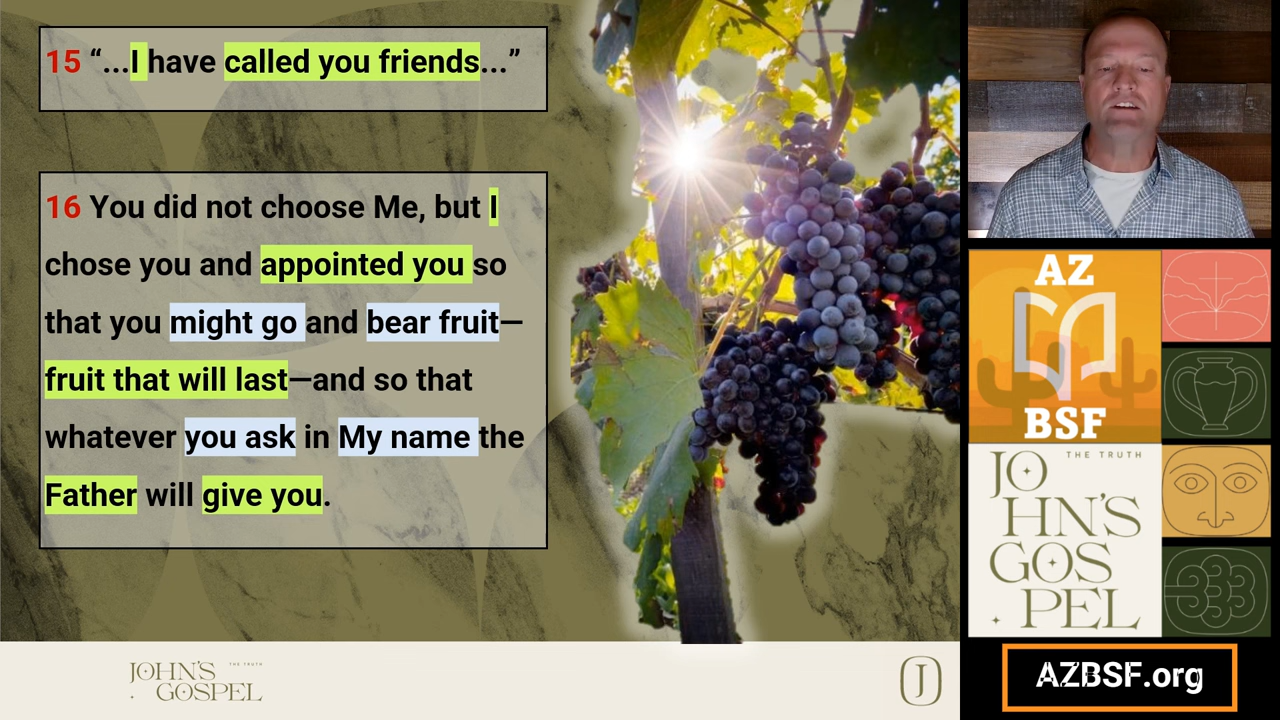 15 “...I have called you friends...”
16 You did not choose Me, but I
chose you and appointed you so
that you might go and bear fruit—
fruit that will last—and so that
whatever you ask in My name the
Father will give you.
JOHN'S
THE TRUTH
GOSPEL
J
AZ
BSF
THE TRUTH
JO
HN'S
GOS
PEL
AZBSF.org